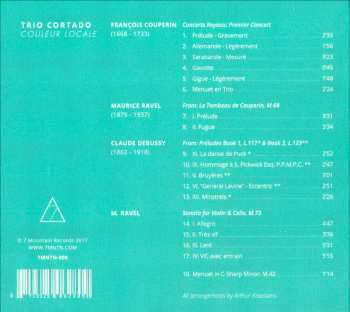 TRIO CORTADO
COULEUR LOCALE
FRANÇOIS COUPERIN
(1668 - 1733)
Concerts Royaux: Premier Concert
1. Prélude - Gravement
2. Allemande - Légèrement
3. Sarabande - Mesuré
4. Gavotte
5. Gigue - Légèrement
6. Menuet en Trio
MAURICE RAVEL
(1875 - 1937)
From: Le Tombeau de Couperin, M.68
7. I. Prélude
8. II. Fugue
CLAUDE DEBUSSY
(1862 - 1918)
From: Préludes Book 1, L.117* & Book 2, L.123**
9. XI. La danse de Puck *
10. IX. Hommage à S. Pickwick Esq. P.P.M.P.C. **
11. V. Bruyères **
12. VI. "General Lavine" - Eccentric **
13. XII. Minstrels *
M. RAVEL
Sonata for Violin & Cello, M.73
14. I. Allegro
15. II. Très vif
16. III. Lent
17. IV. Vif, avec entrain
18. Menuet in C Sharp Minor, M.42
All arrangements by Arthur Klaassens
© 7 Mountain Records 2017
WWW.7MNTN.COM
7MNTN-006